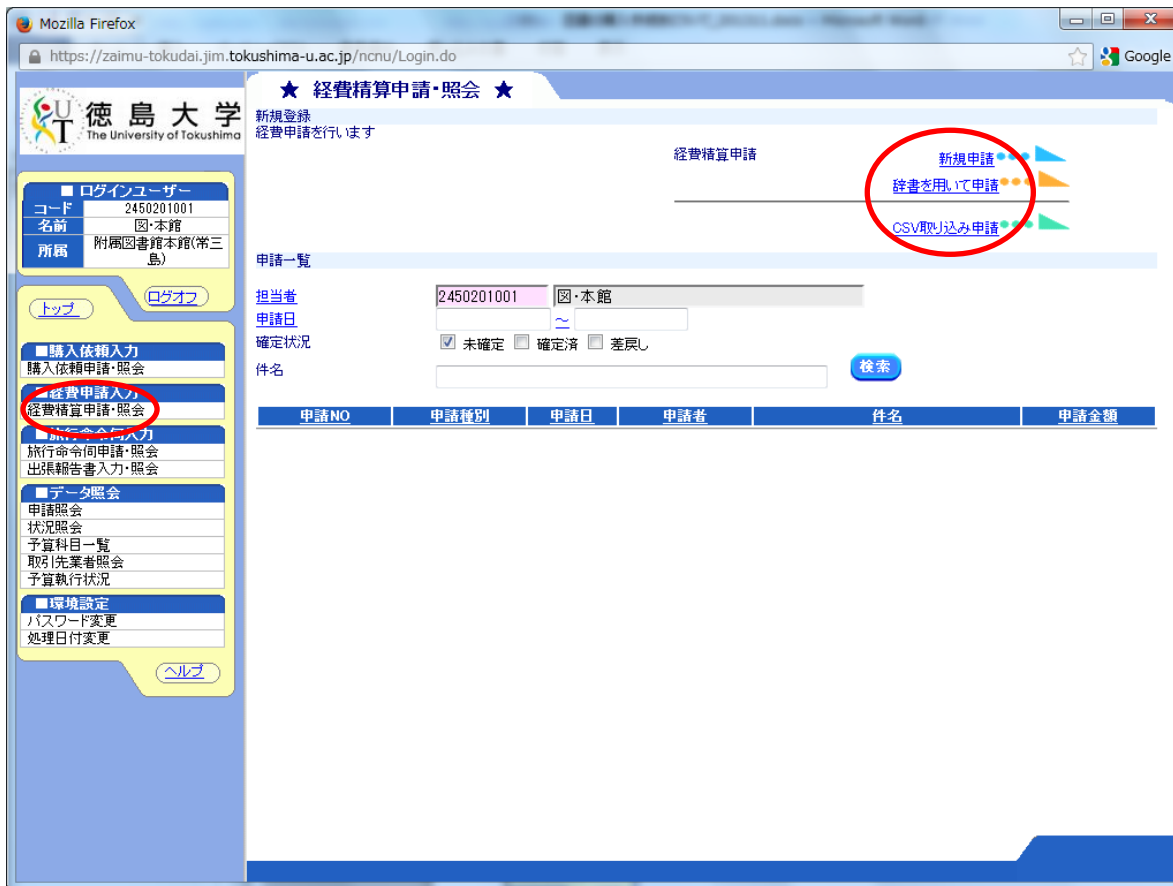 Mozilla Firefox
https://zaimu-tokudai.jim.tokushima-u.ac.jp/ncnu/Login.do
Google
徳島大学
The University of Tokushima
■ ログインユーザー
コード 2450201001
名前 図・本館
所属 附属図書館本館(常三島)
トップ
ログオフ
■購入依頼入力
購入依頼申請・照会
■経費申請入力
経費精算申請・照会
■旅行命令伺入力
旅行命令伺申請・照会
出張報告書入力・照会
■データ照会
申請照会
状況照会
予算科目一覧
取引先業者照会
予算執行状況
■環境設定
パスワード変更
処理日付変更
ヘルプ
★ 経費精算申請・照会 ★
新規登録
経費申請を行います
経費精算申請
新規申請
辞書を用いて申請
CSV取り込み申請
申請一覧
担当者 2450201001 図・本館
申請日 ～
確定状況 未確定 確定済 差戻し
件名
検索
申請NO 申請種別 申請日 申請者 件名 申請金額